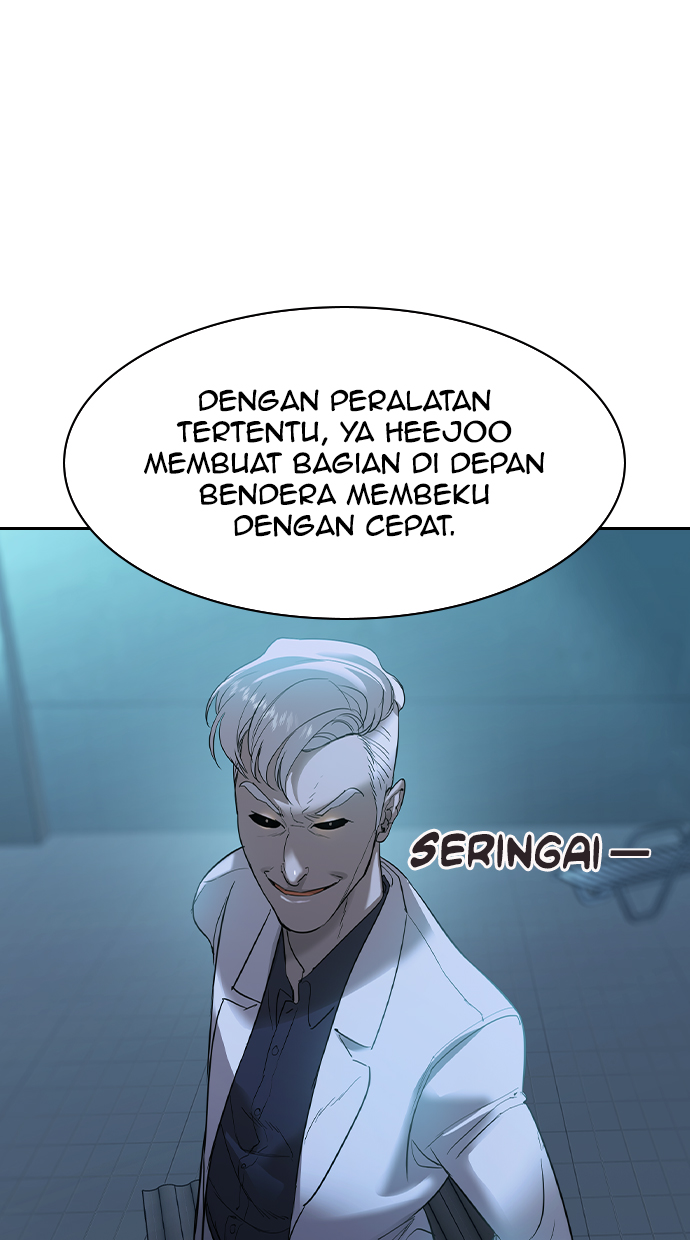 DENGAN PERALATAN
TERTENTU, YA HEEJOO
MEMBUAT BAGIAN DI DEPAN
BENDERA MEMBEKU
DENGAN CEPAT.
SERINGAI—